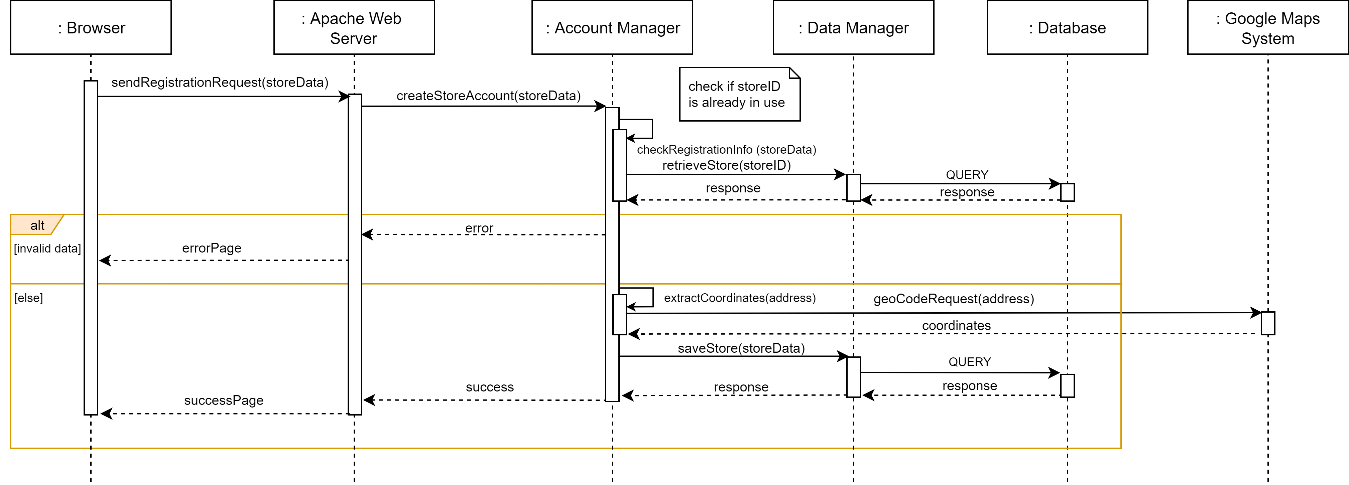 : Browser
: Apache Web
Server
: Account Manager
: Data Manager
: Database
: Google Maps
System
sendRegistrationRequest(storeData)
createStoreAccount(storeData)
check if storeID
is already in use
checkRegistrationInfo (storeData)
retrieveStore(storeID)
QUERY
response
response
alt
error
[invalid data]
errorPage
[else]
extractCoordinates(address)
geoCodeRequest(address)
coordinates
saveStore(storeData)
QUERY
success
response
response
successPage